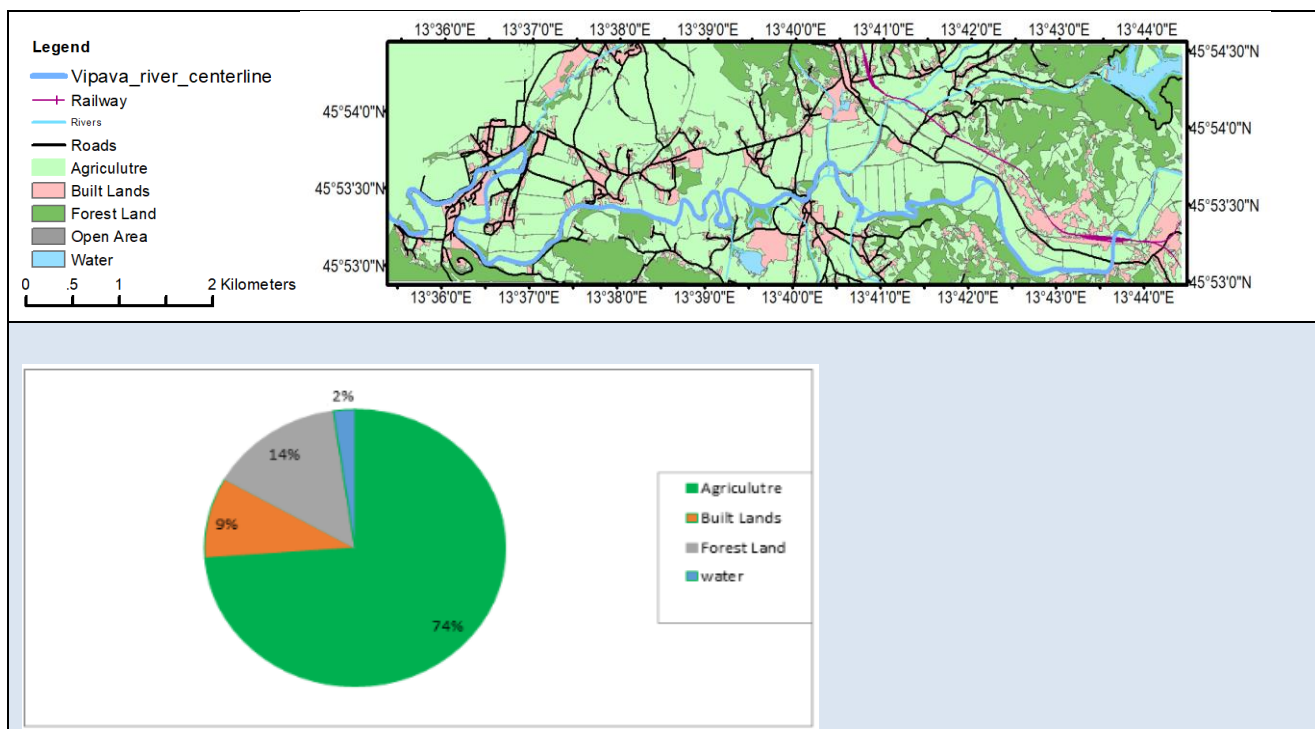 Legend
Vipava_river_centerline
Railway
Rivers
Roads
Agriculutre
Built Lands
Forest Land
Open Area
Water
0 .5 1 2 Kilometers
13°36'0"E 13°37'0"E 13°38'0"E 13°39'0"E 13°40'0"E 13°41'0"E 13°42'0"E 13°43'0"E 13°44'0"E
45°54'30"N
45°54'0"N 45°54'0"N
45°53'30"N 45°53'30"N
45°53'0"N 45°53'0"N
13°36'0"E 13°37'0"E 13°38'0"E 13°39'0"E 13°40'0"E 13°41'0"E 13°42'0"E 13°43'0"E 13°44'0"E
2%
14%
9%
74%
Agriculutre
Built Lands
Forest Land
water